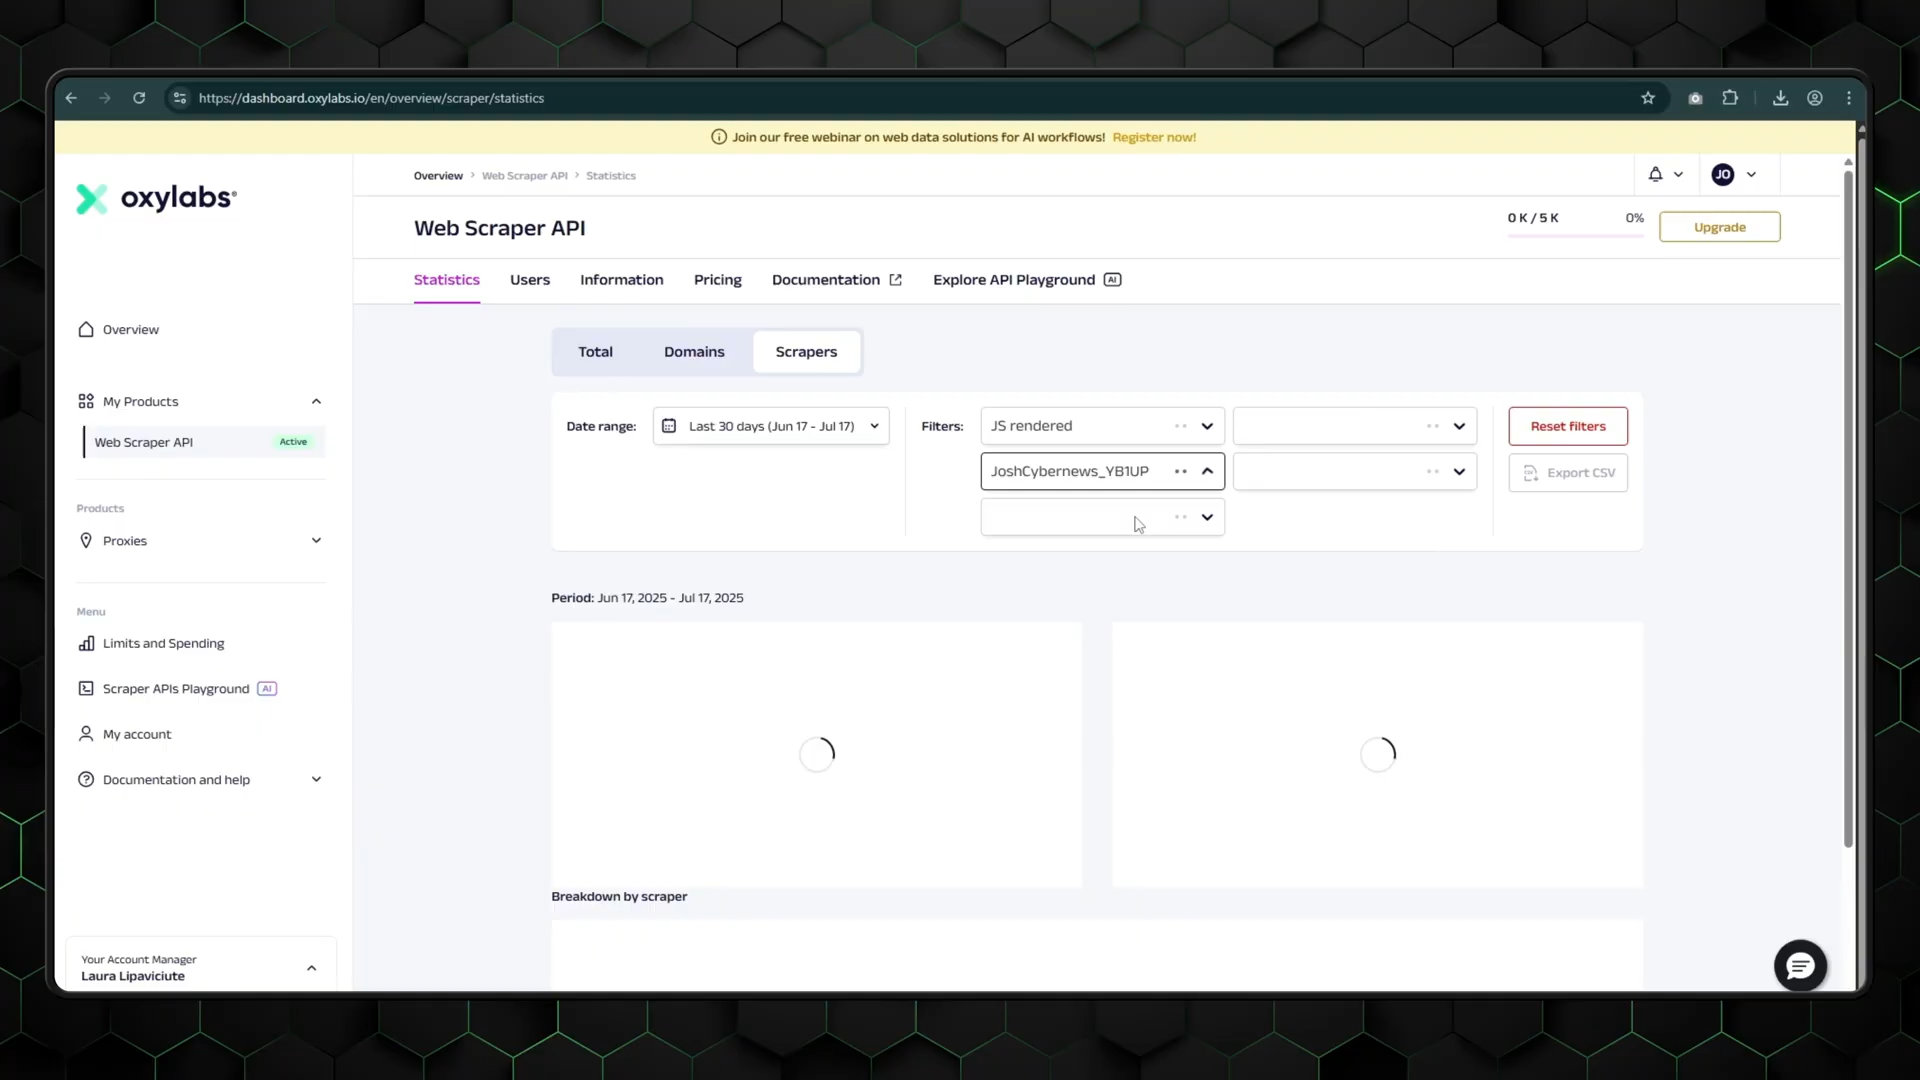 https://dashboard.oxylabs.io/en/overview/scraper/statistics
Join our free webinar on web data solutions for AI workflows! Register now!
oxylabs®
Overview > Web Scraper API > Statistics
JO
Web Scraper API
0 K / 5 K 0%
Upgrade
Statistics Users Information Pricing Documentation Explore API Playground AI
Overview
My Products
Web Scraper API Active
Products
Proxies
Menu
Limits and Spending
Scraper APIs Playground AI
My account
Documentation and help
Your Account Manager
Laura Lipaviciute
Total Domains Scrapers
Date range: Last 30 days (Jun 17 - Jul 17) Filters: JS rendered Reset filters
JoshCybernews_YB1UP Export CSV
Period: Jun 17, 2025 - Jul 17, 2025
Breakdown by scraper